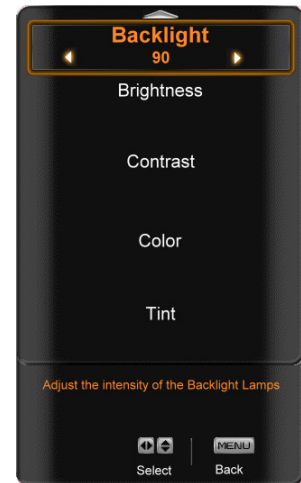 Backlight
90
Brightness
Contrast
Color
Tint
Adjust the intensity of the Backlight Lamps
MENU
Select Back